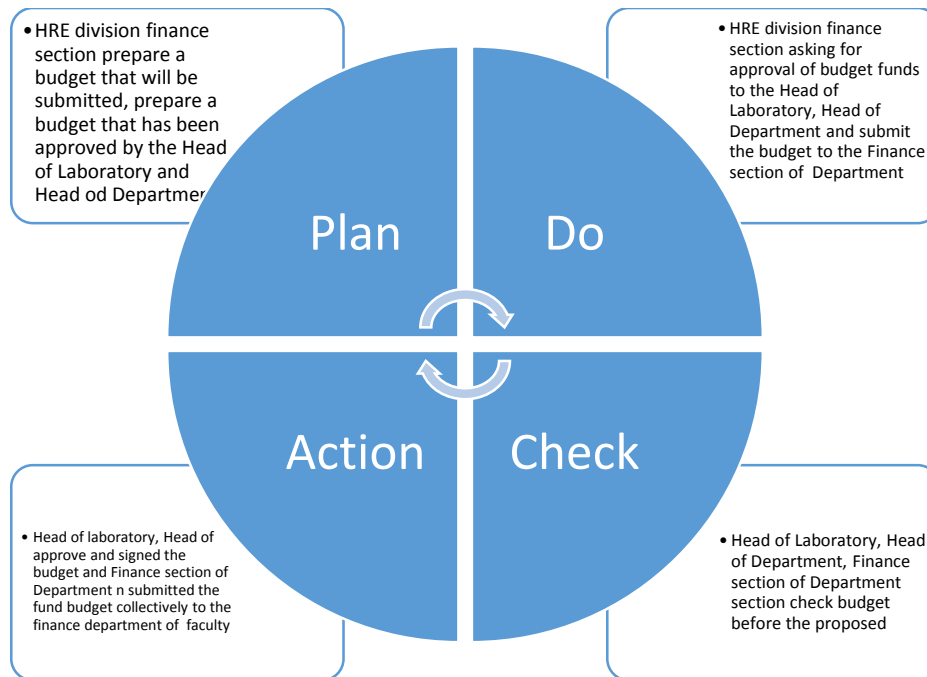 • HRE division finance
section prepare a
budget that will be
submitted, prepare a
budget that has been
approved by the Head
of Laboratory and
Head od Departmen
• HRE division finance
section asking for
approval of budget funds
to the Head of
Laboratory, Head of
Department and submit
the budget to the Finance
section of Department
Plan
Do
Action
Check
• Head of laboratory, Head of
approve and signed the
budget and Finance section of
Department n submitted the
fund budget collectively to the
finance department of faculty
• Head of Laboratory, Head
of Department, Finance
section of Department
section check budget
before the proposed